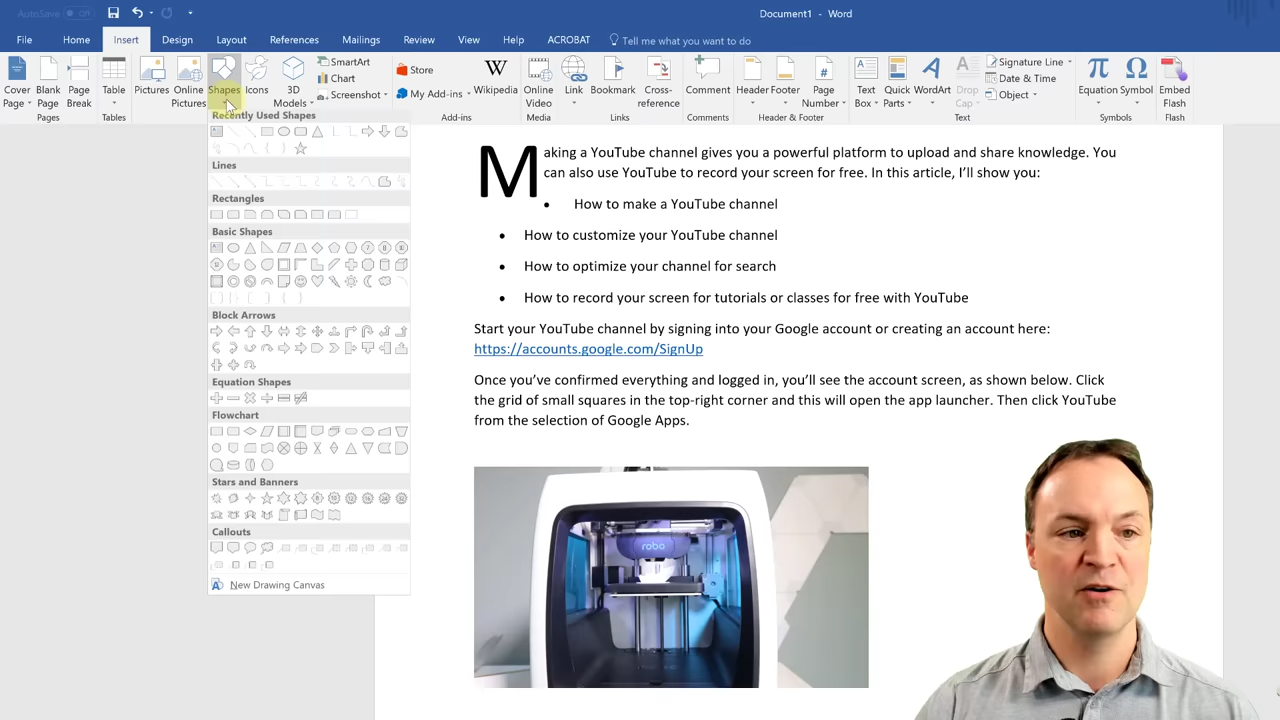 AutoSave Off
Document1 - Word
File Home Insert Design Layout References Mailings Review View Help ACROBAT Tell me what you want to do
Cover Page
Blank Page
Page Break
Pages
Table
Tables
Pictures
Online Pictures
Shapes
Icons
3D Models
SmartArt
Chart
Screenshot
Store
My Add-ins
Wikipedia
Add-ins
Online Video
Media
Link
Bookmark
Cross-reference
Links
Comment
Comments
Header
Footer
Page Number
Header & Footer
Text Box
Quick Parts
WordArt
Drop Cap
Signature Line
Date & Time
Object
Text
Equation
Symbol
Symbols
Embed Flash
Flash
Recently Used Shapes
Lines
Rectangles
Basic Shapes
Block Arrows
Equation Shapes
Flowchart
Stars and Banners
Callouts
New Drawing Canvas
Making a YouTube channel gives you a powerful platform to upload and share knowledge. You
can also use YouTube to record your screen for free. In this article, I’ll show you:
• How to make a YouTube channel
• How to customize your YouTube channel
• How to optimize your channel for search
• How to record your screen for tutorials or classes for free with YouTube
Start your YouTube channel by signing into your Google account or creating an account here:
https://accounts.google.com/SignUp
Once you’ve confirmed everything and logged in, you’ll see the account screen, as shown below. Click
the grid of small squares in the top-right corner and this will open the app launcher. Then click YouTube
from the selection of Google Apps.
robo